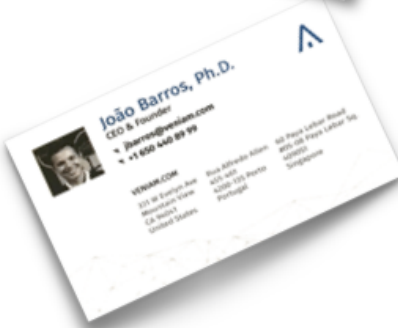 João Barros, Ph.D.
CEO & Founder
jbarros@veniam.com
+1 650 440 89 99
VENIAM.COM
331 W Evelyn Ave
Mountain View
CA 94041
United States
Rua Alfredo Allen
455-461
4200-135 Porto
Portugal
60 Paya Lebar Road
#05-08 Paya Lebar Sq.
409051
Singapore